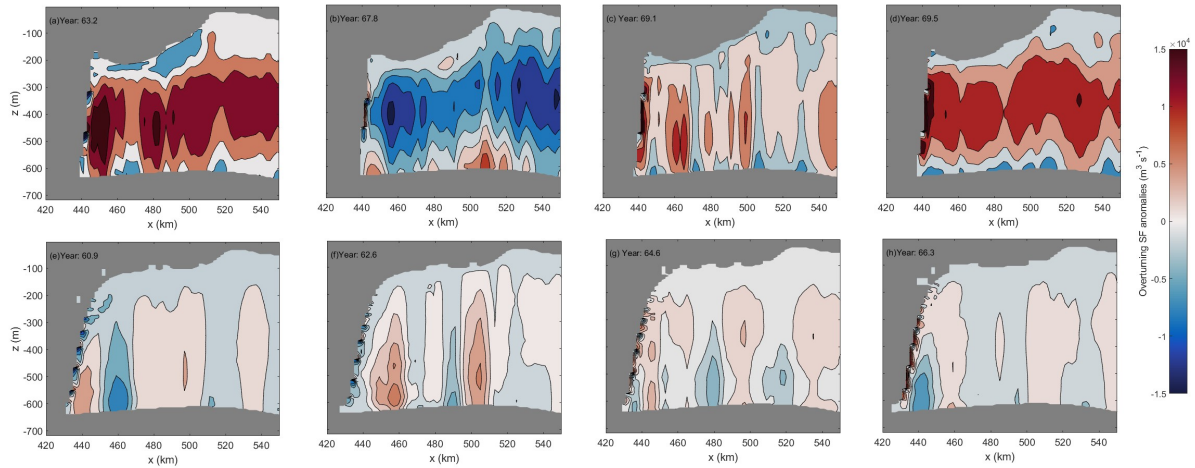 (a)Year: 63.2
(b)Year: 67.8
(c)Year: 69.1
(d)Year: 69.5
z (m)
-100
-200
-300
-400
-500
-600
-700
420 440 460 480 500 520 540
x (km)
420 440 460 480 500 520 540
x (km)
420 440 460 480 500 520 540
x (km)
420 440 460 480 500 520 540
x (km)
(e)Year: 60.9
(f)Year: 62.6
(g)Year: 64.6
(h)Year: 66.3
z (m)
-100
-200
-300
-400
-500
-600
-700
420 440 460 480 500 520 540
x (km)
420 440 460 480 500 520 540
x (km)
420 440 460 480 500 520 540
x (km)
420 440 460 480 500 520 540
x (km)
×10⁴
1.5
1.0
0.5
0
-0.5
-1.0
-1.5
Overturning SF anomalies (m³ s⁻¹)